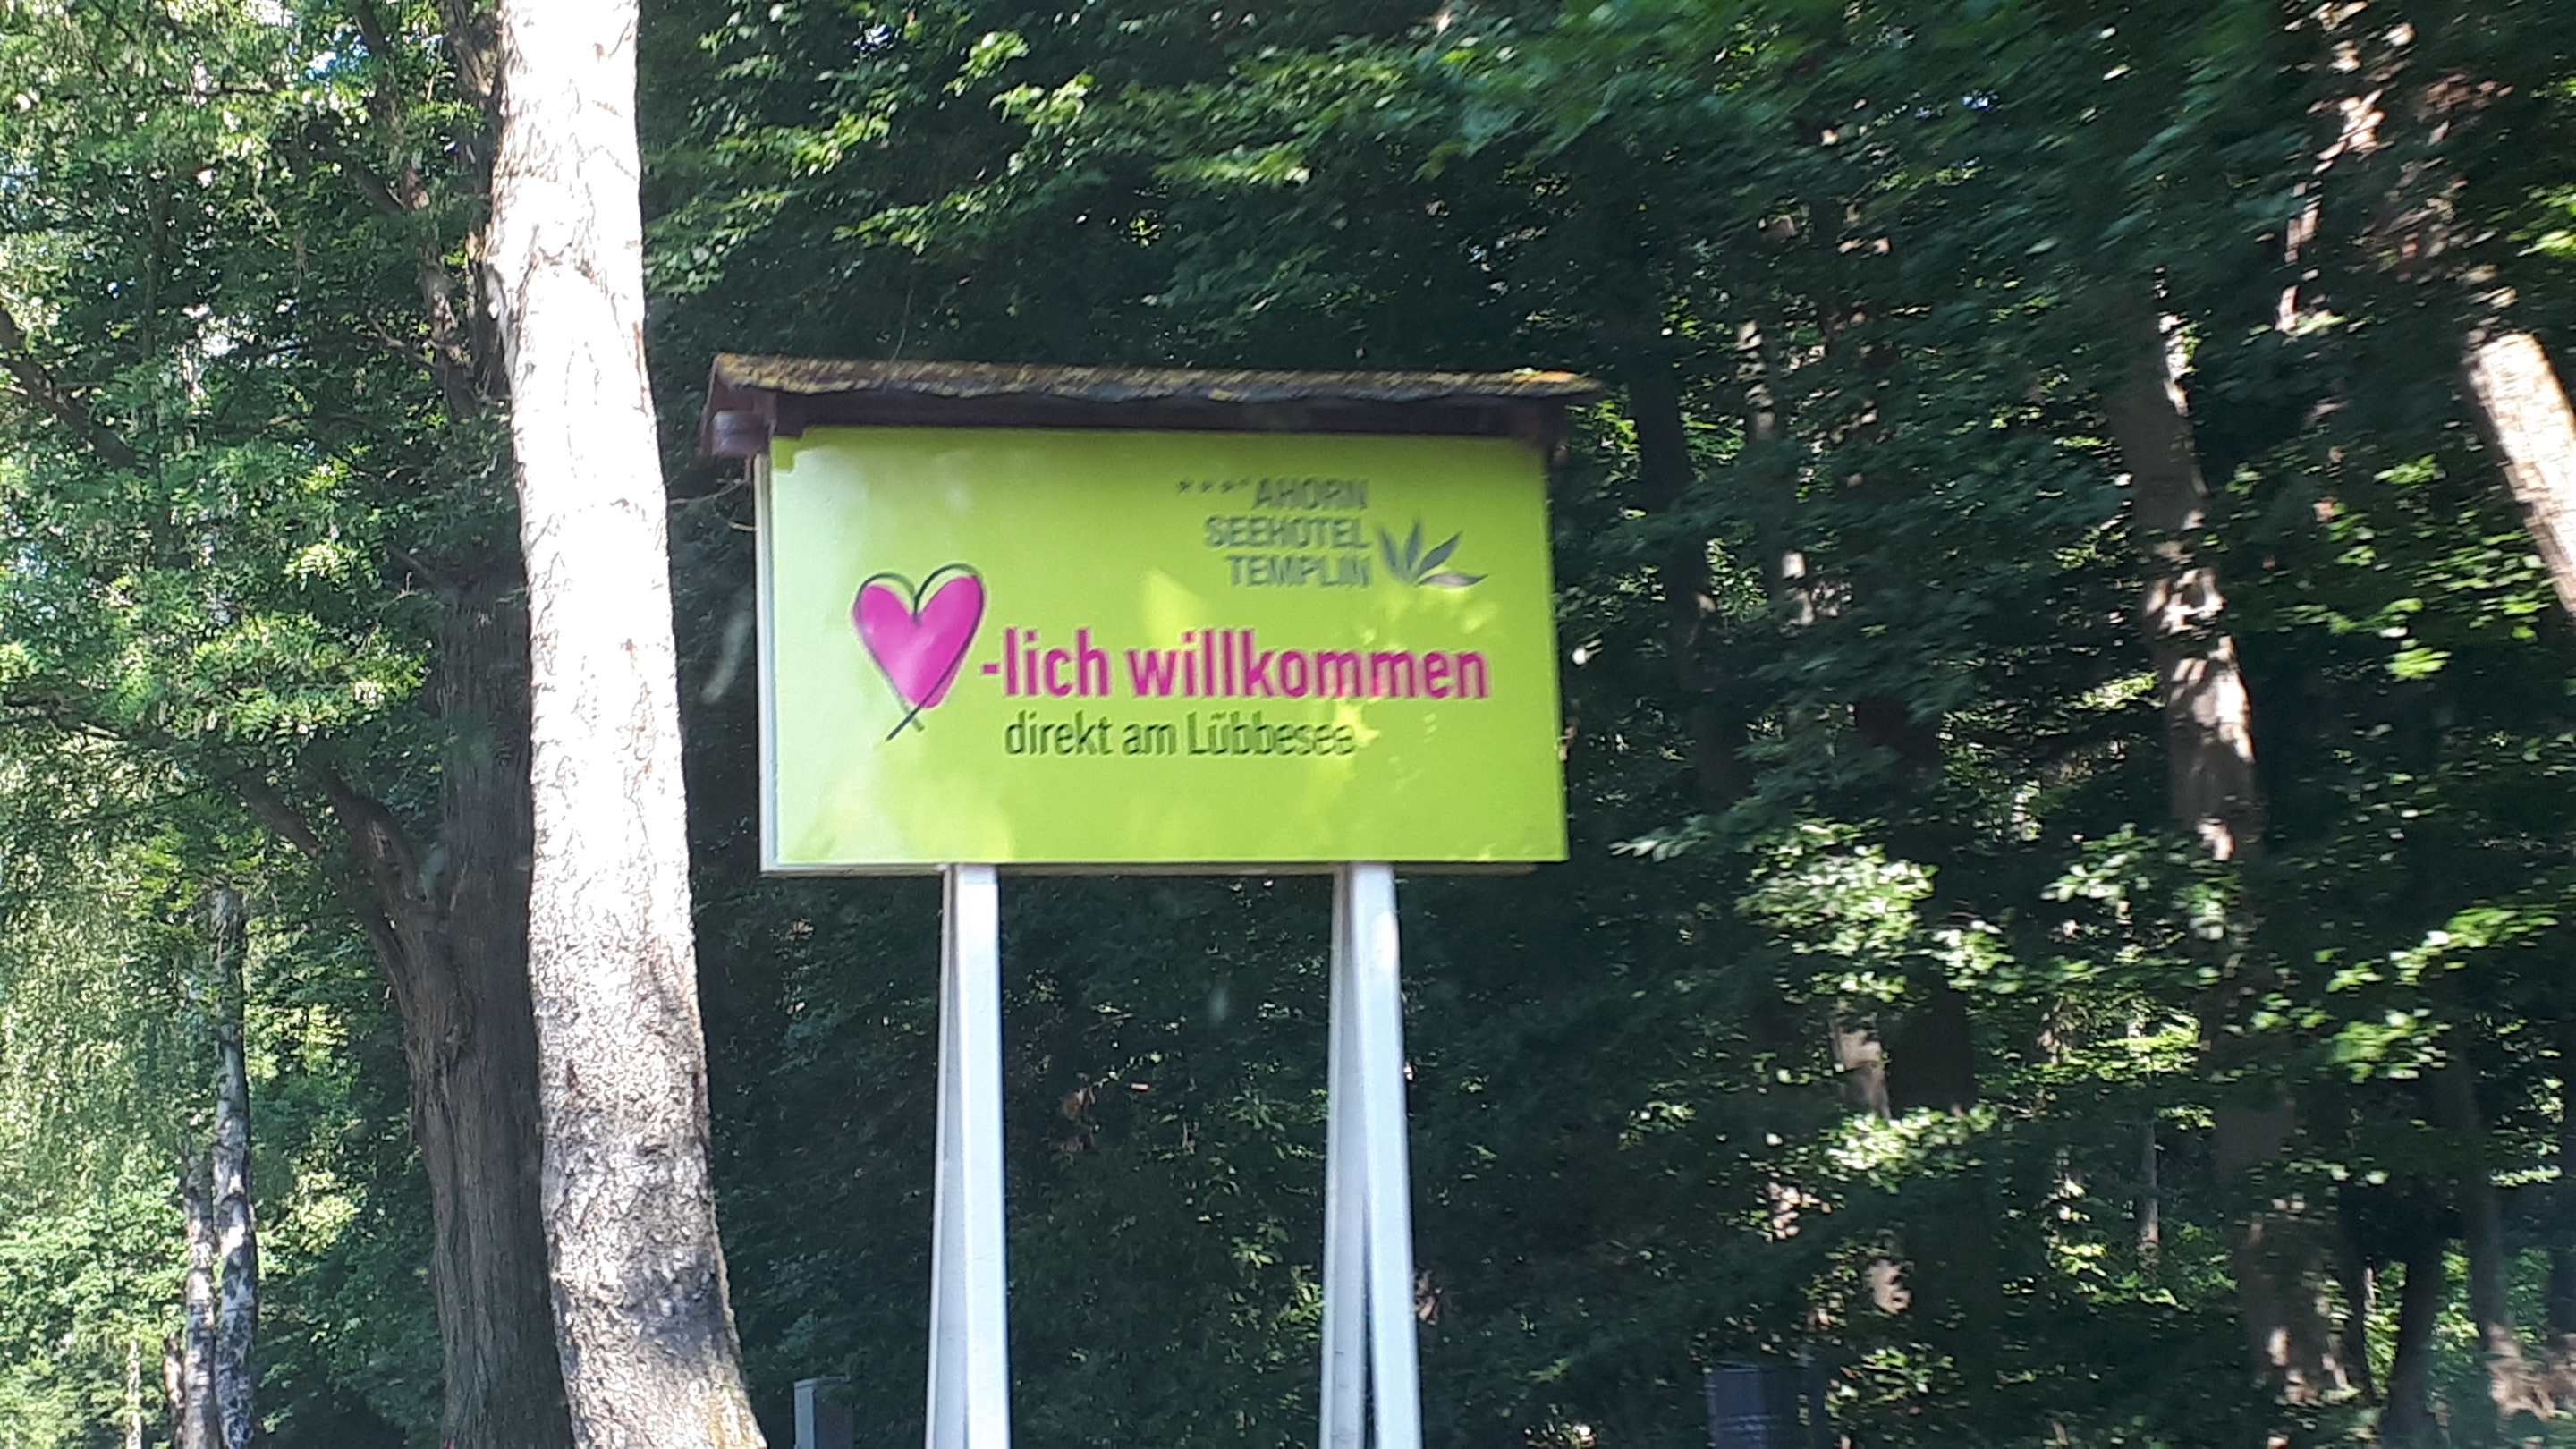 ****AHORN
SEEHOTEL
TEMPLIN
-lich willkommen
direkt am Lübbesee